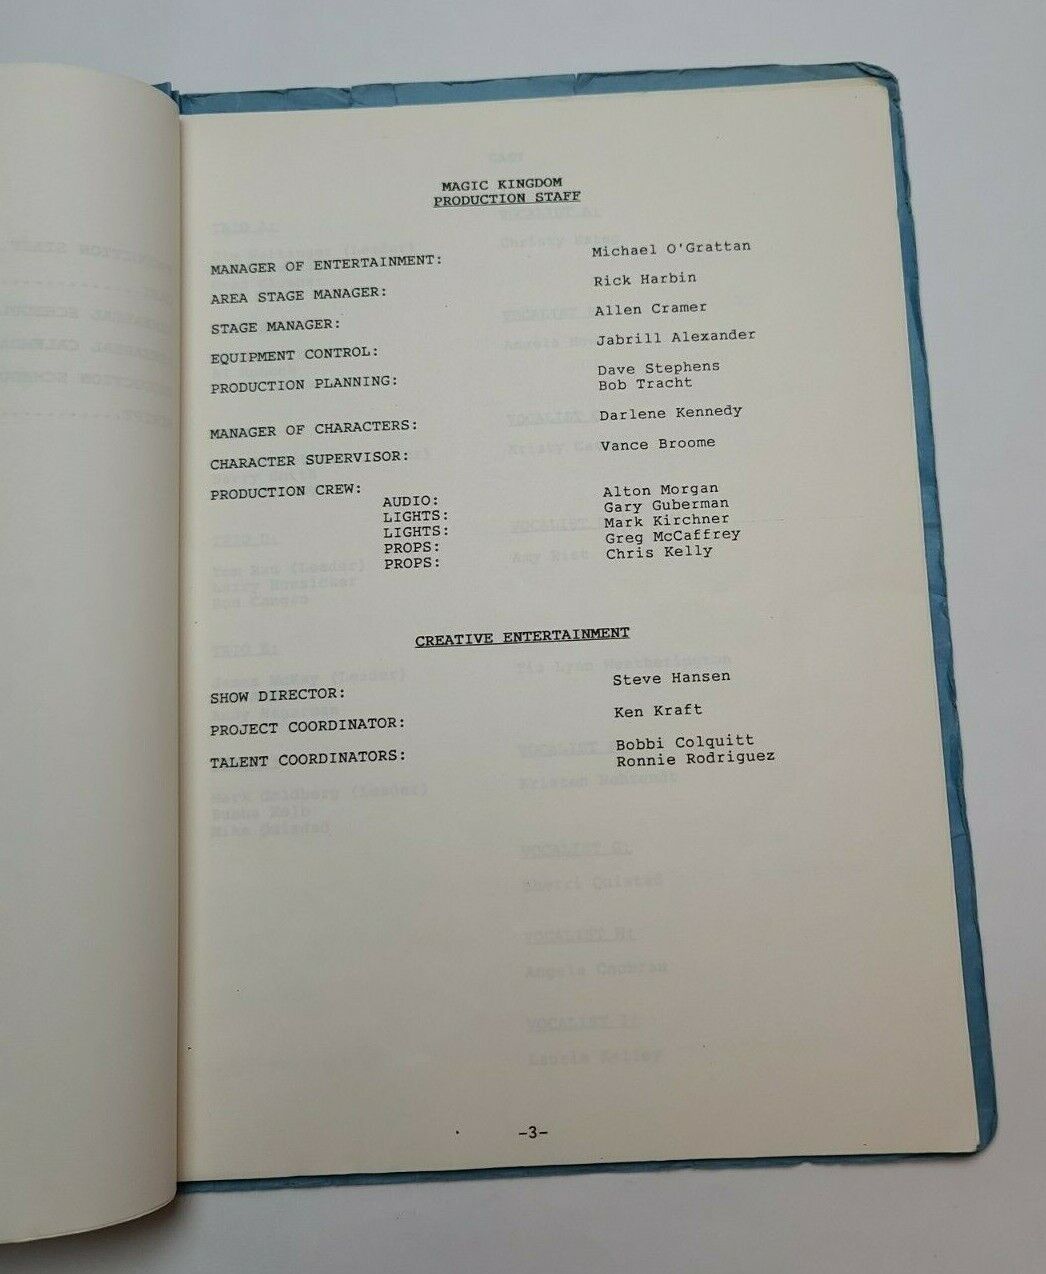 MAGIC KINGDOM
PRODUCTION STAFF
MANAGER OF ENTERTAINMENT: Michael O'Grattan
AREA STAGE MANAGER: Rick Harbin
STAGE MANAGER: Allen Cramer
EQUIPMENT CONTROL: Jabrill Alexander
PRODUCTION PLANNING: Dave Stephens
Bob Tracht
MANAGER OF CHARACTERS: Darlene Kennedy
CHARACTER SUPERVISOR: Vance Broome
PRODUCTION CREW:
AUDIO: Alton Morgan
LIGHTS: Gary Guberman
LIGHTS: Mark Kirchner
PROPS: Greg McCaffrey
PROPS: Chris Kelly
CREATIVE ENTERTAINMENT
SHOW DIRECTOR: Steve Hansen
PROJECT COORDINATOR: Ken Kraft
TALENT COORDINATORS: Bobbi Colquitt
Ronnie Rodriguez
-3-